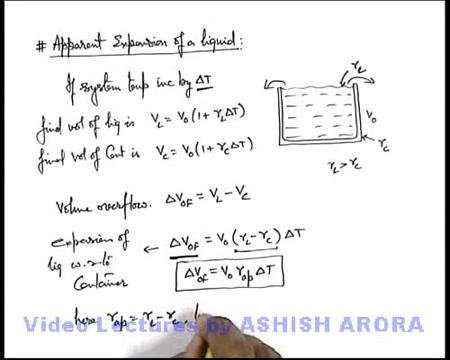 # Apparent Expansion of a liquid:
If system temp inc by ΔT
final vol of liq is V_L = V_0 (1 + γ_L ΔT)
final vol of Cont is V_C = V_0 (1 + γ_C ΔT)
γ_L
V_0
γ_C
γ_L > γ_C
Volume overflow. ΔV_OF = V_L − V_C
expansion of liq w.r.to Container
← ΔV_OF = V_0 (γ_L − γ_C) ΔT
ΔV_OF = V_0 γ_ap ΔT
here γ_ap = γ_L − γ_C.
Video Lectures by ASHISH ARORA